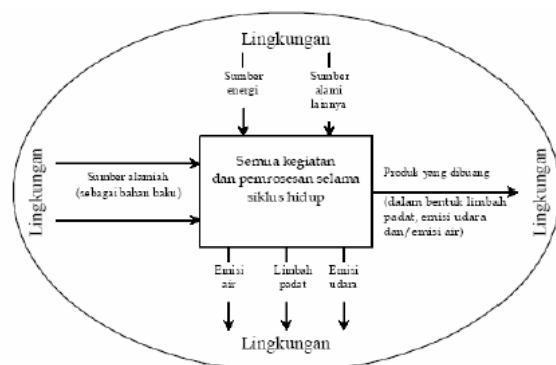 Lingkungan
Sumber
energi
Sumber
alami
lainnya
Lingkungan
Sumber alamiah
(sebagai bahan baku)
Semua kegiatan
dan pemrosesan selama
siklus hidup
Produk yang dibuang
(dalam bentuk limbah
padat, emisi udara
dan/emisi air)
Lingkungan
Emisi
air
Limbah
padat
Emisi
udara
Lingkungan